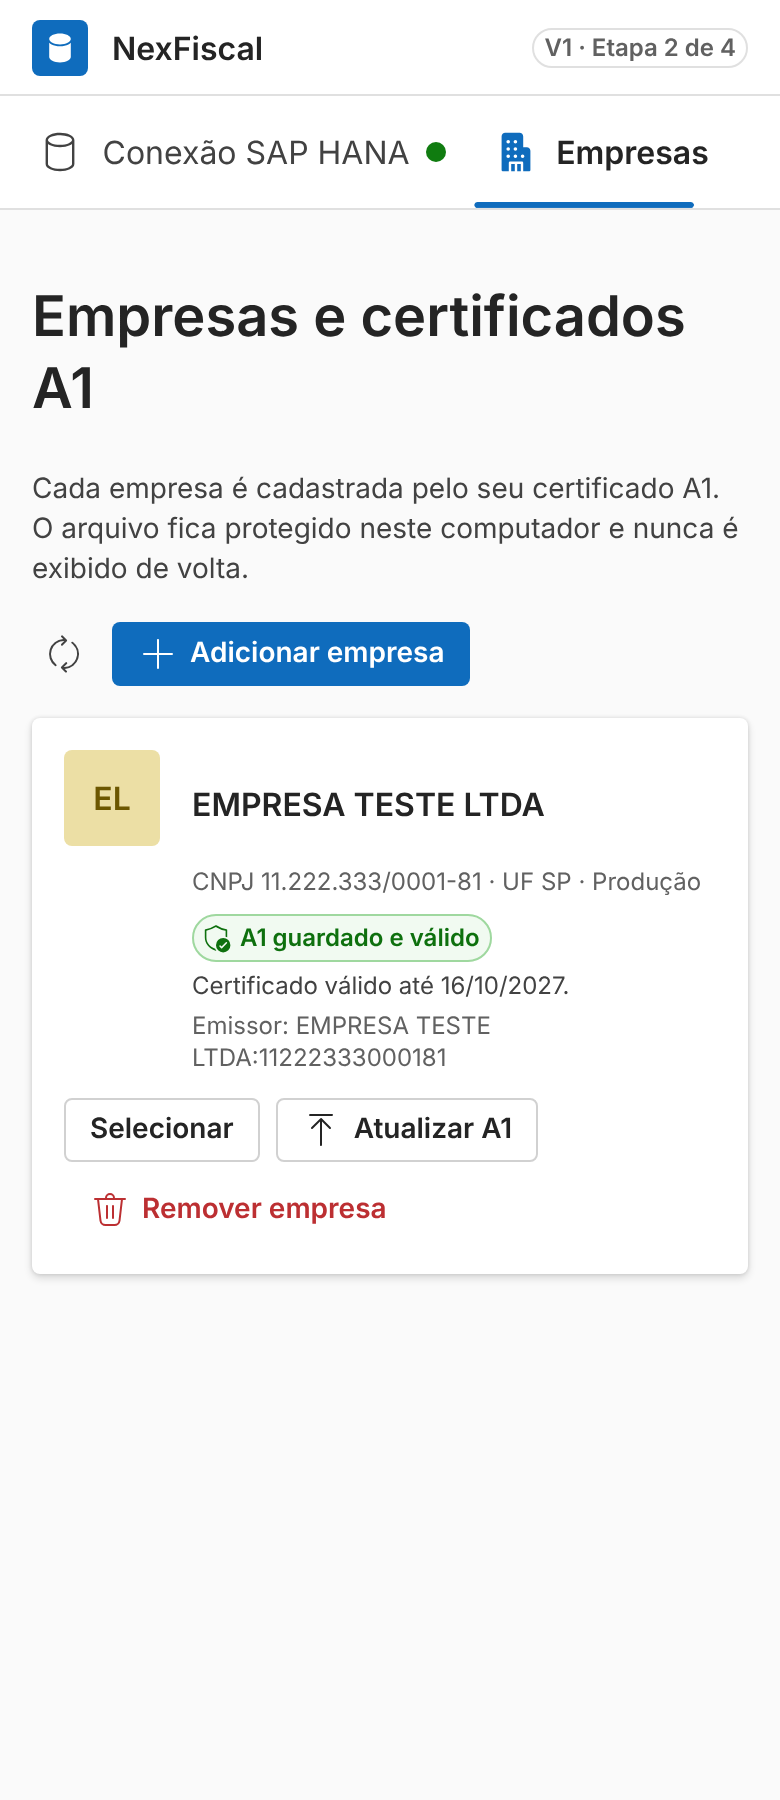 NexFiscal
V1 · Etapa 2 de 4
Conexão SAP HANA
Empresas
Empresas e certificados
A1
Cada empresa é cadastrada pelo seu certificado A1.
O arquivo fica protegido neste computador e nunca é
exibido de volta.
Adicionar empresa
EL
EMPRESA TESTE LTDA
CNPJ 11.222.333/0001-81 · UF SP · Produção
A1 guardado e válido
Certificado válido até 16/10/2027.
Emissor: EMPRESA TESTE
LTDA:11222333000181
Selecionar
Atualizar A1
Remover empresa